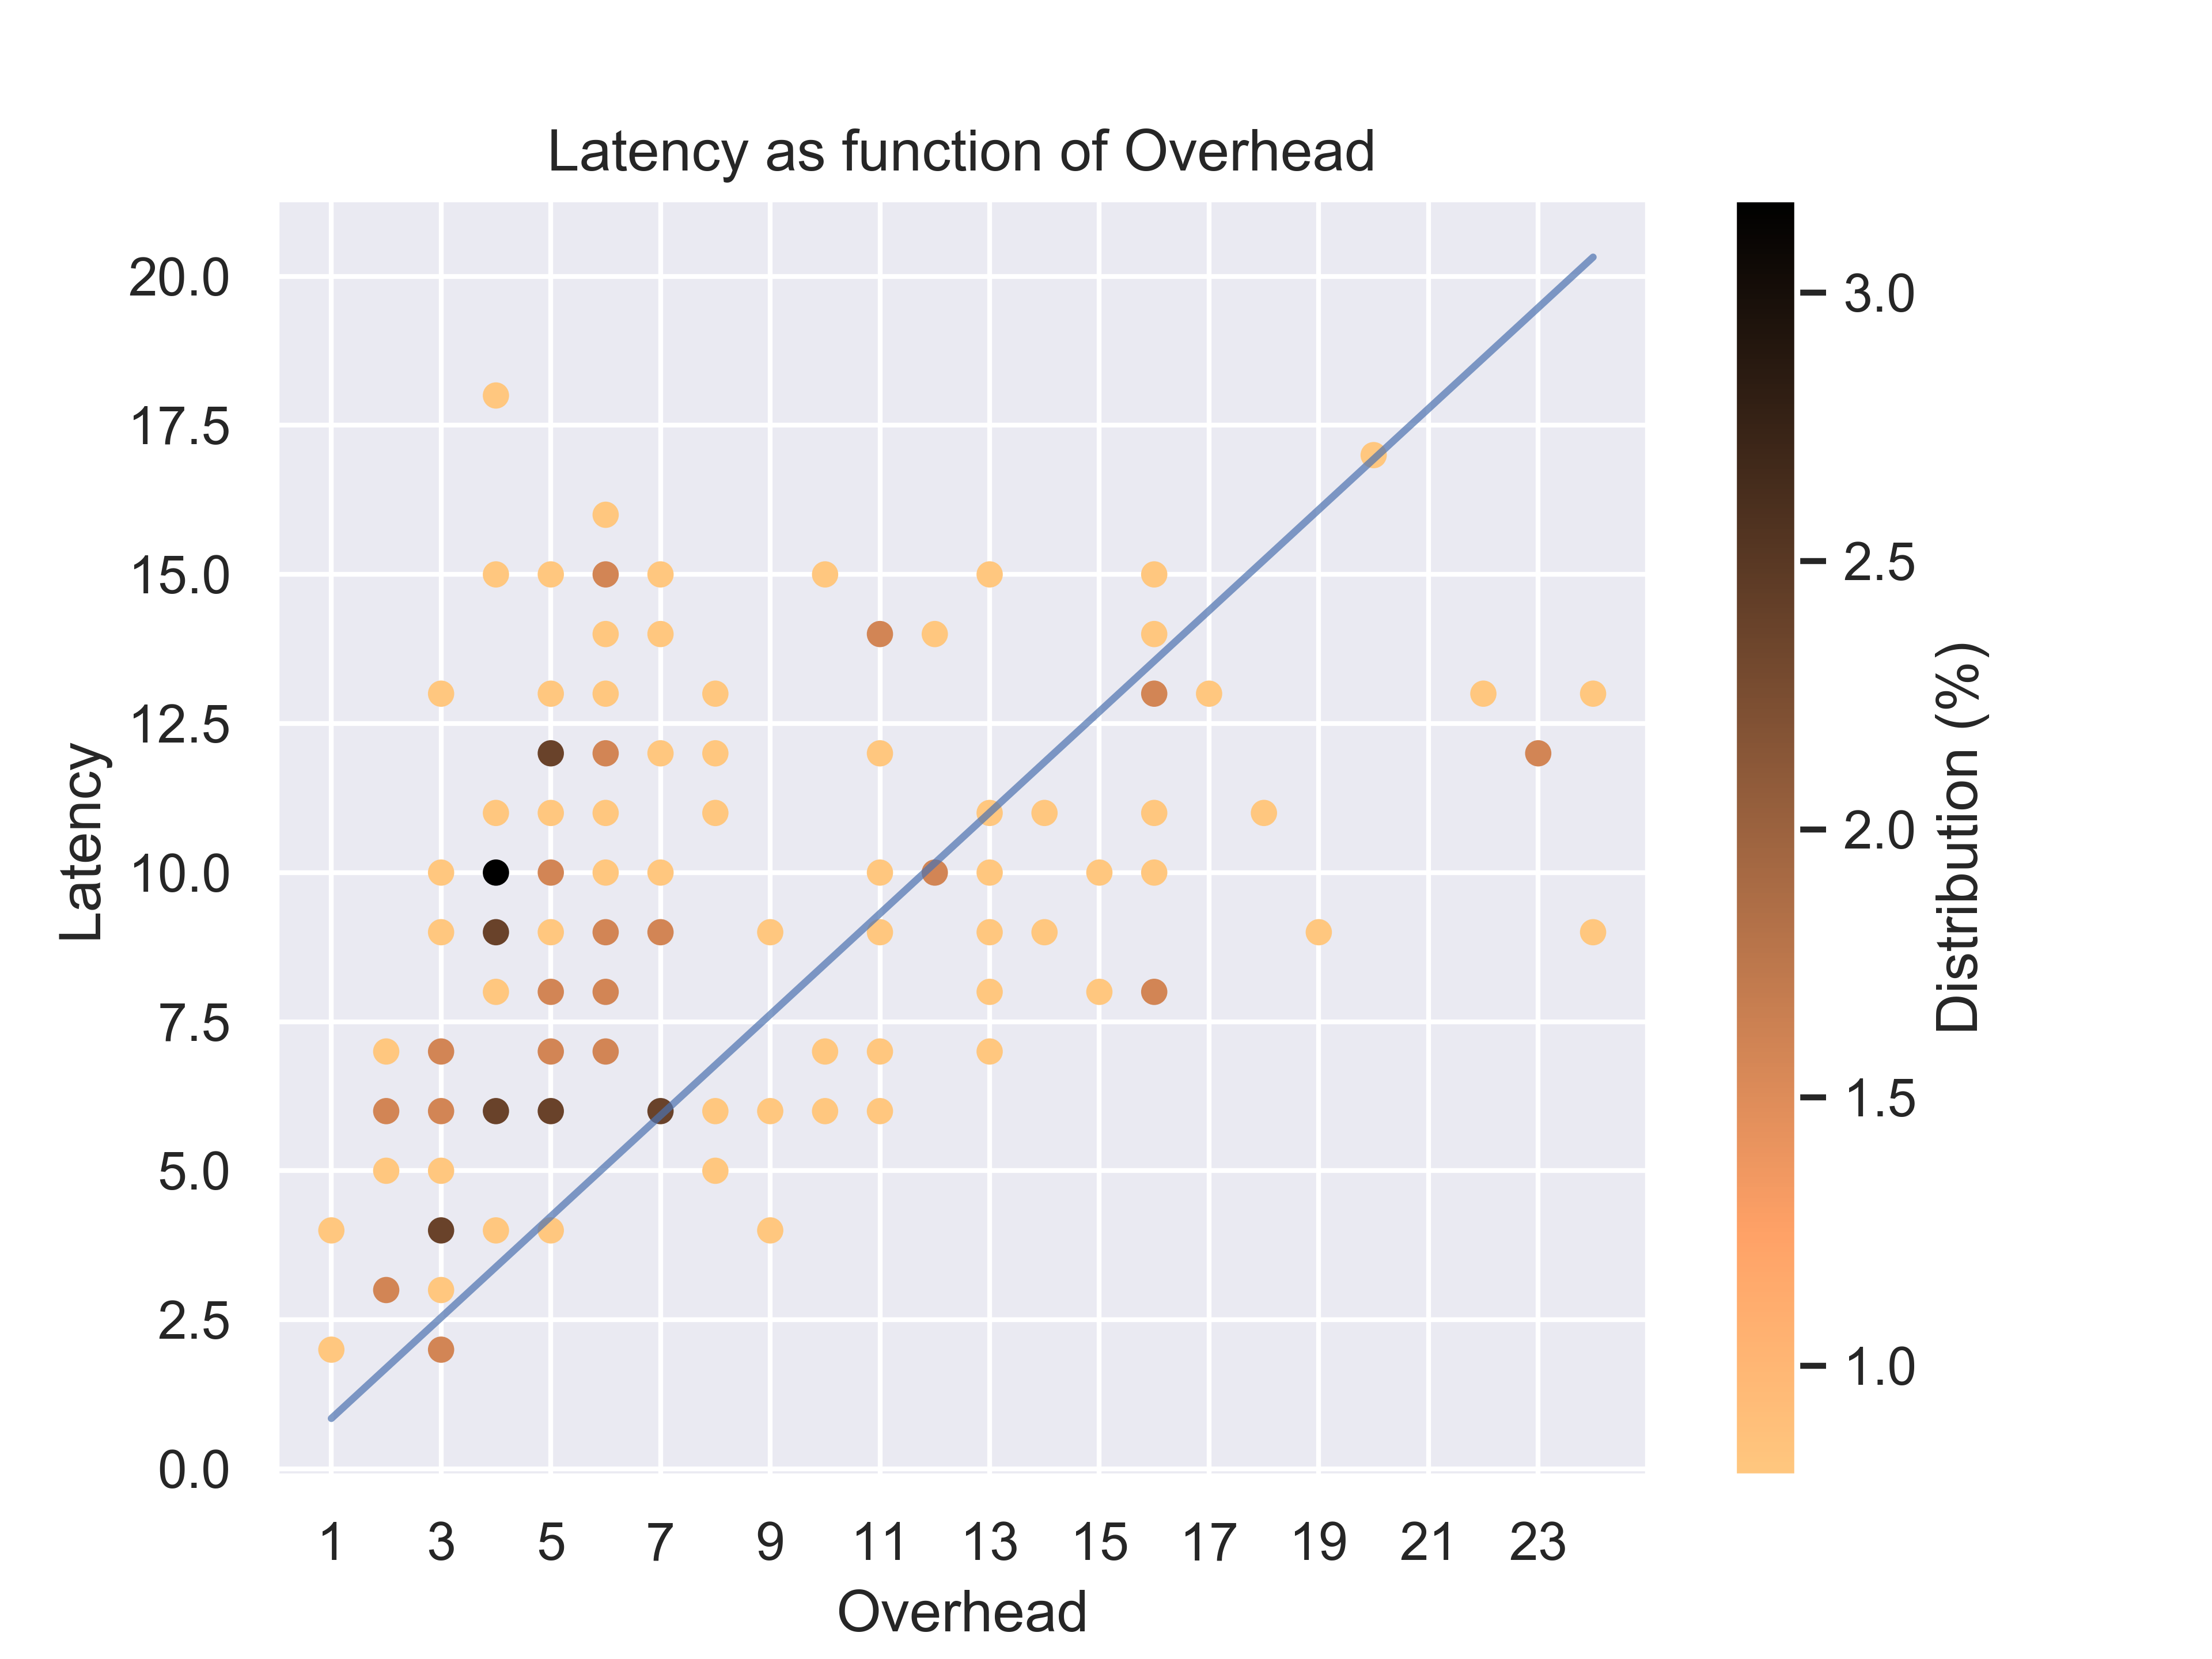 Latency as function of Overhead
20.0
17.5
15.0
12.5
10.0
7.5
5.0
2.5
0.0
Latency
1 3 5 7 9 11 13 15 17 19 21 23
Overhead
3.0
2.5
2.0
1.5
1.0
Distribution (%)